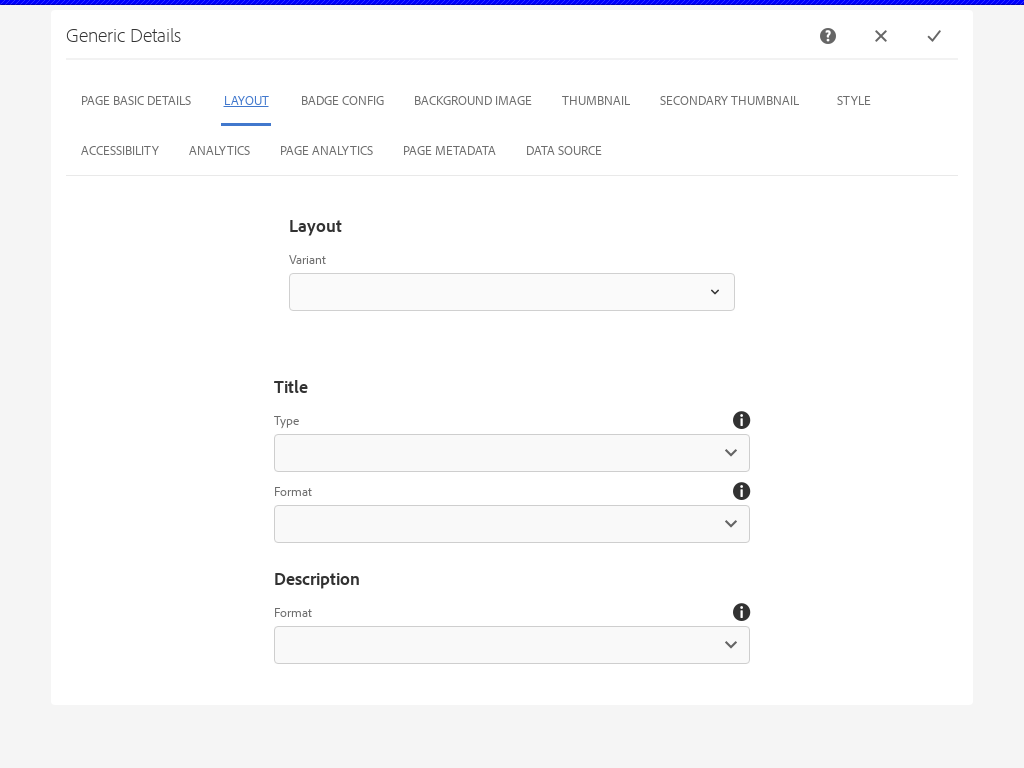 Generic Details
PAGE BASIC DETAILS LAYOUT BADGE CONFIG BACKGROUND IMAGE THUMBNAIL SECONDARY THUMBNAIL STYLE
ACCESSIBILITY ANALYTICS PAGE ANALYTICS PAGE METADATA DATA SOURCE
Layout
Variant
Title
Type
Format
Description
Format